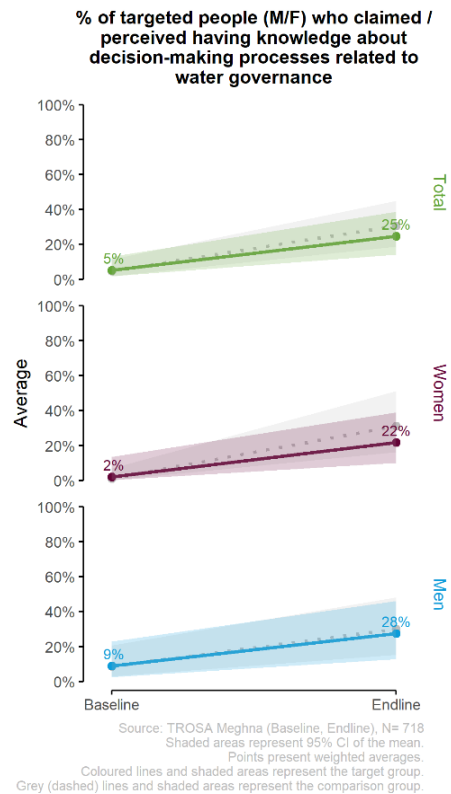 % of targeted people (M/F) who claimed /
perceived having knowledge about
decision-making processes related to
water governance
100%
80%
60%
40%
20%
0%
5%
25%
Total
100%
80%
60%
40%
20%
0%
2%
22%
Women
Average
100%
80%
60%
40%
20%
0%
9%
28%
Men
Baseline
Endline
Source: TROSA Meghna (Baseline, Endline), N= 718
Shaded areas represent 95% CI of the mean.
Points present weighted averages.
Coloured lines and shaded areas represent the target group.
Grey (dashed) lines and shaded areas represent the comparison group.